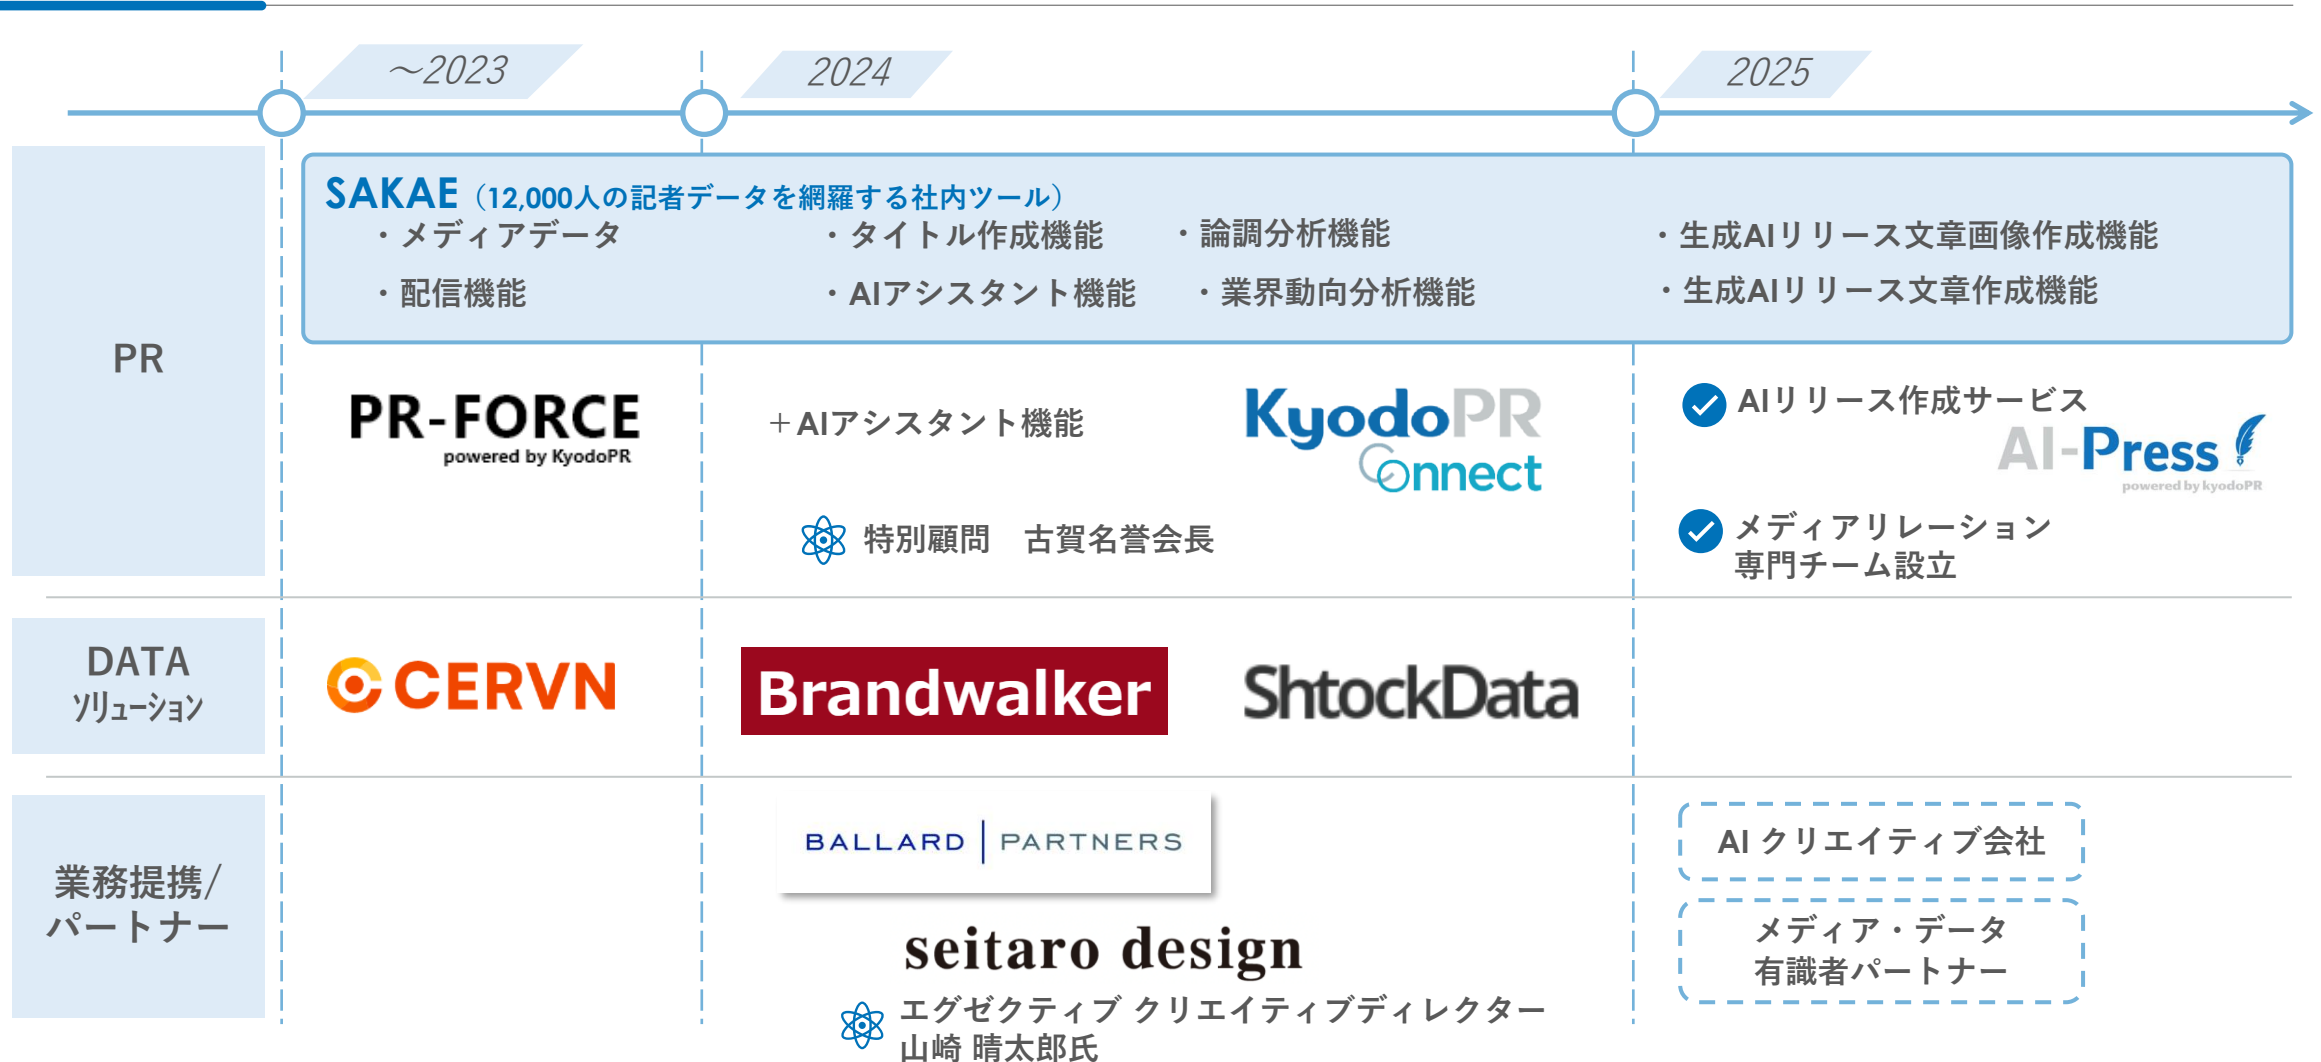 ～2023
2024
2025
PR
SAKAE（12,000人の記者データを網羅する社内ツール）
・メディアデータ
・タイトル作成機能
・論調分析機能
・生成AIリリース文章画像作成機能
・配信機能
・AIアシスタント機能
・業界動向分析機能
・生成AIリリース文章作成機能
PR-FORCE
powered by KyodoPR
＋AIアシスタント機能
KyodoPR
Connect
AIリリース作成サービス
AI-Press
powered by kyodoPR
特別顧問　古賀名誉会長
メディアリレーション
専門チーム設立
DATA
ソリューション
CERVN
Brandwalker
ShtockData
業務提携/
パートナー
BALLARD | PARTNERS
seitaro design
エグゼクティブ クリエイティブディレクター
山崎 晴太郎氏
AI クリエイティブ会社
メディア・データ
有識者パートナー